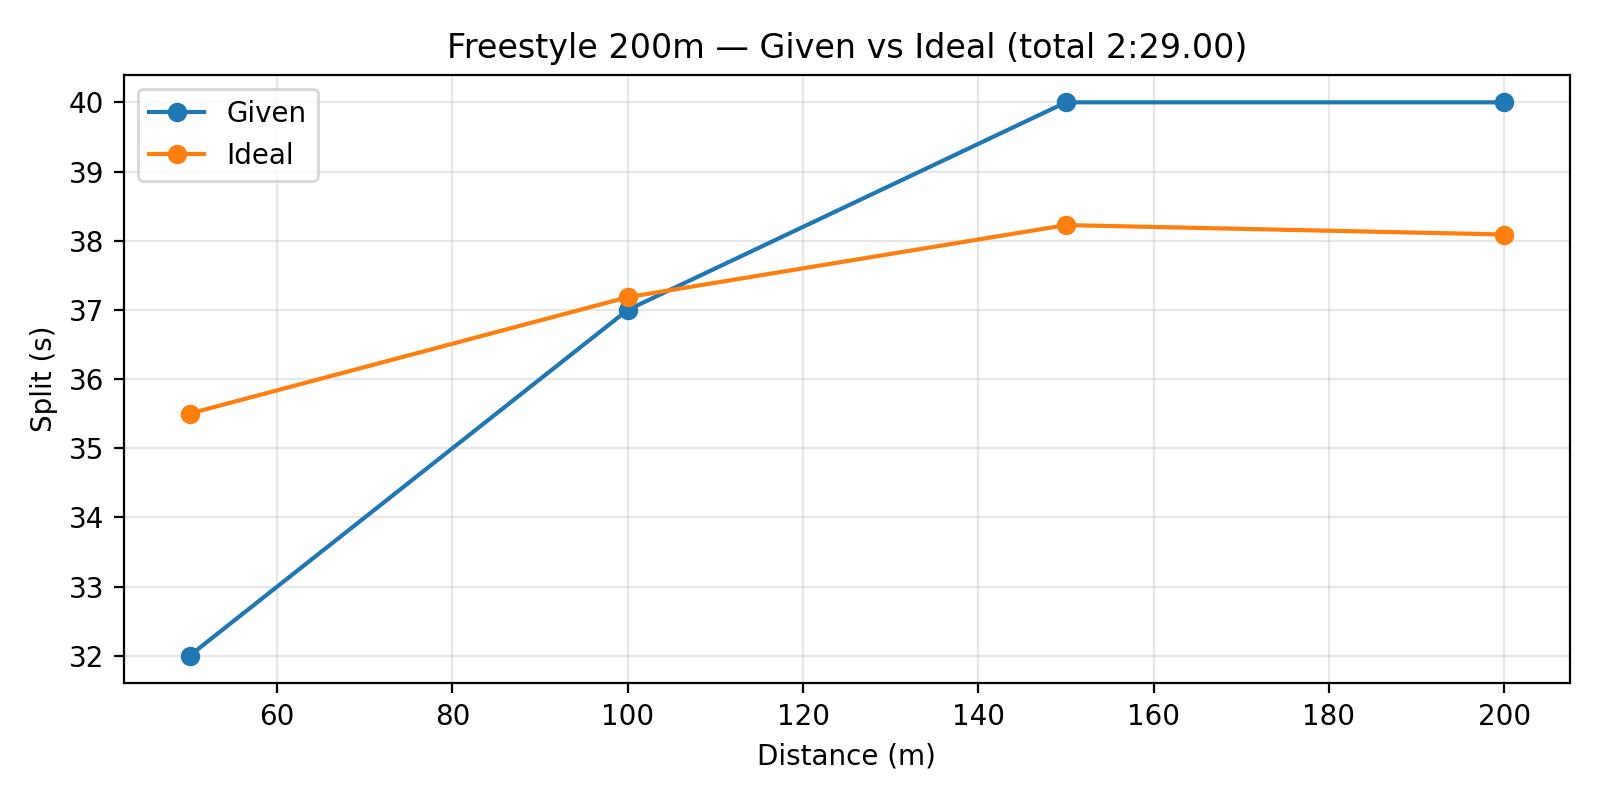 Freestyle 200m — Given vs Ideal (total 2:29.00)
Given
Ideal
Split (s)
40
39
38
37
36
35
34
33
32
60 80 100 120 140 160 180 200
Distance (m)